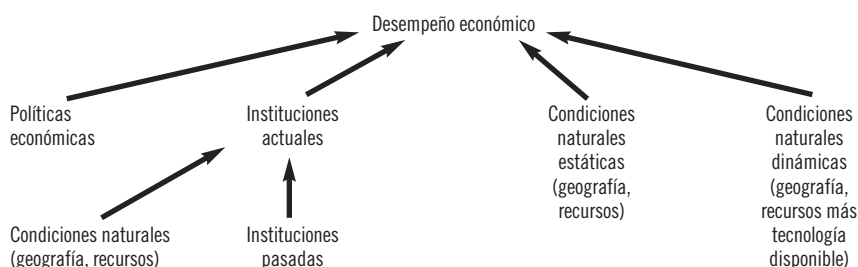 Desempeño económico
Políticas
económicas
Instituciones
actuales
Condiciones
naturales
estáticas
(geografía,
recursos)
Condiciones
naturales
dinámicas
(geografía,
recursos más
tecnología
disponible)
Condiciones naturales
(geografía, recursos)
Instituciones
pasadas